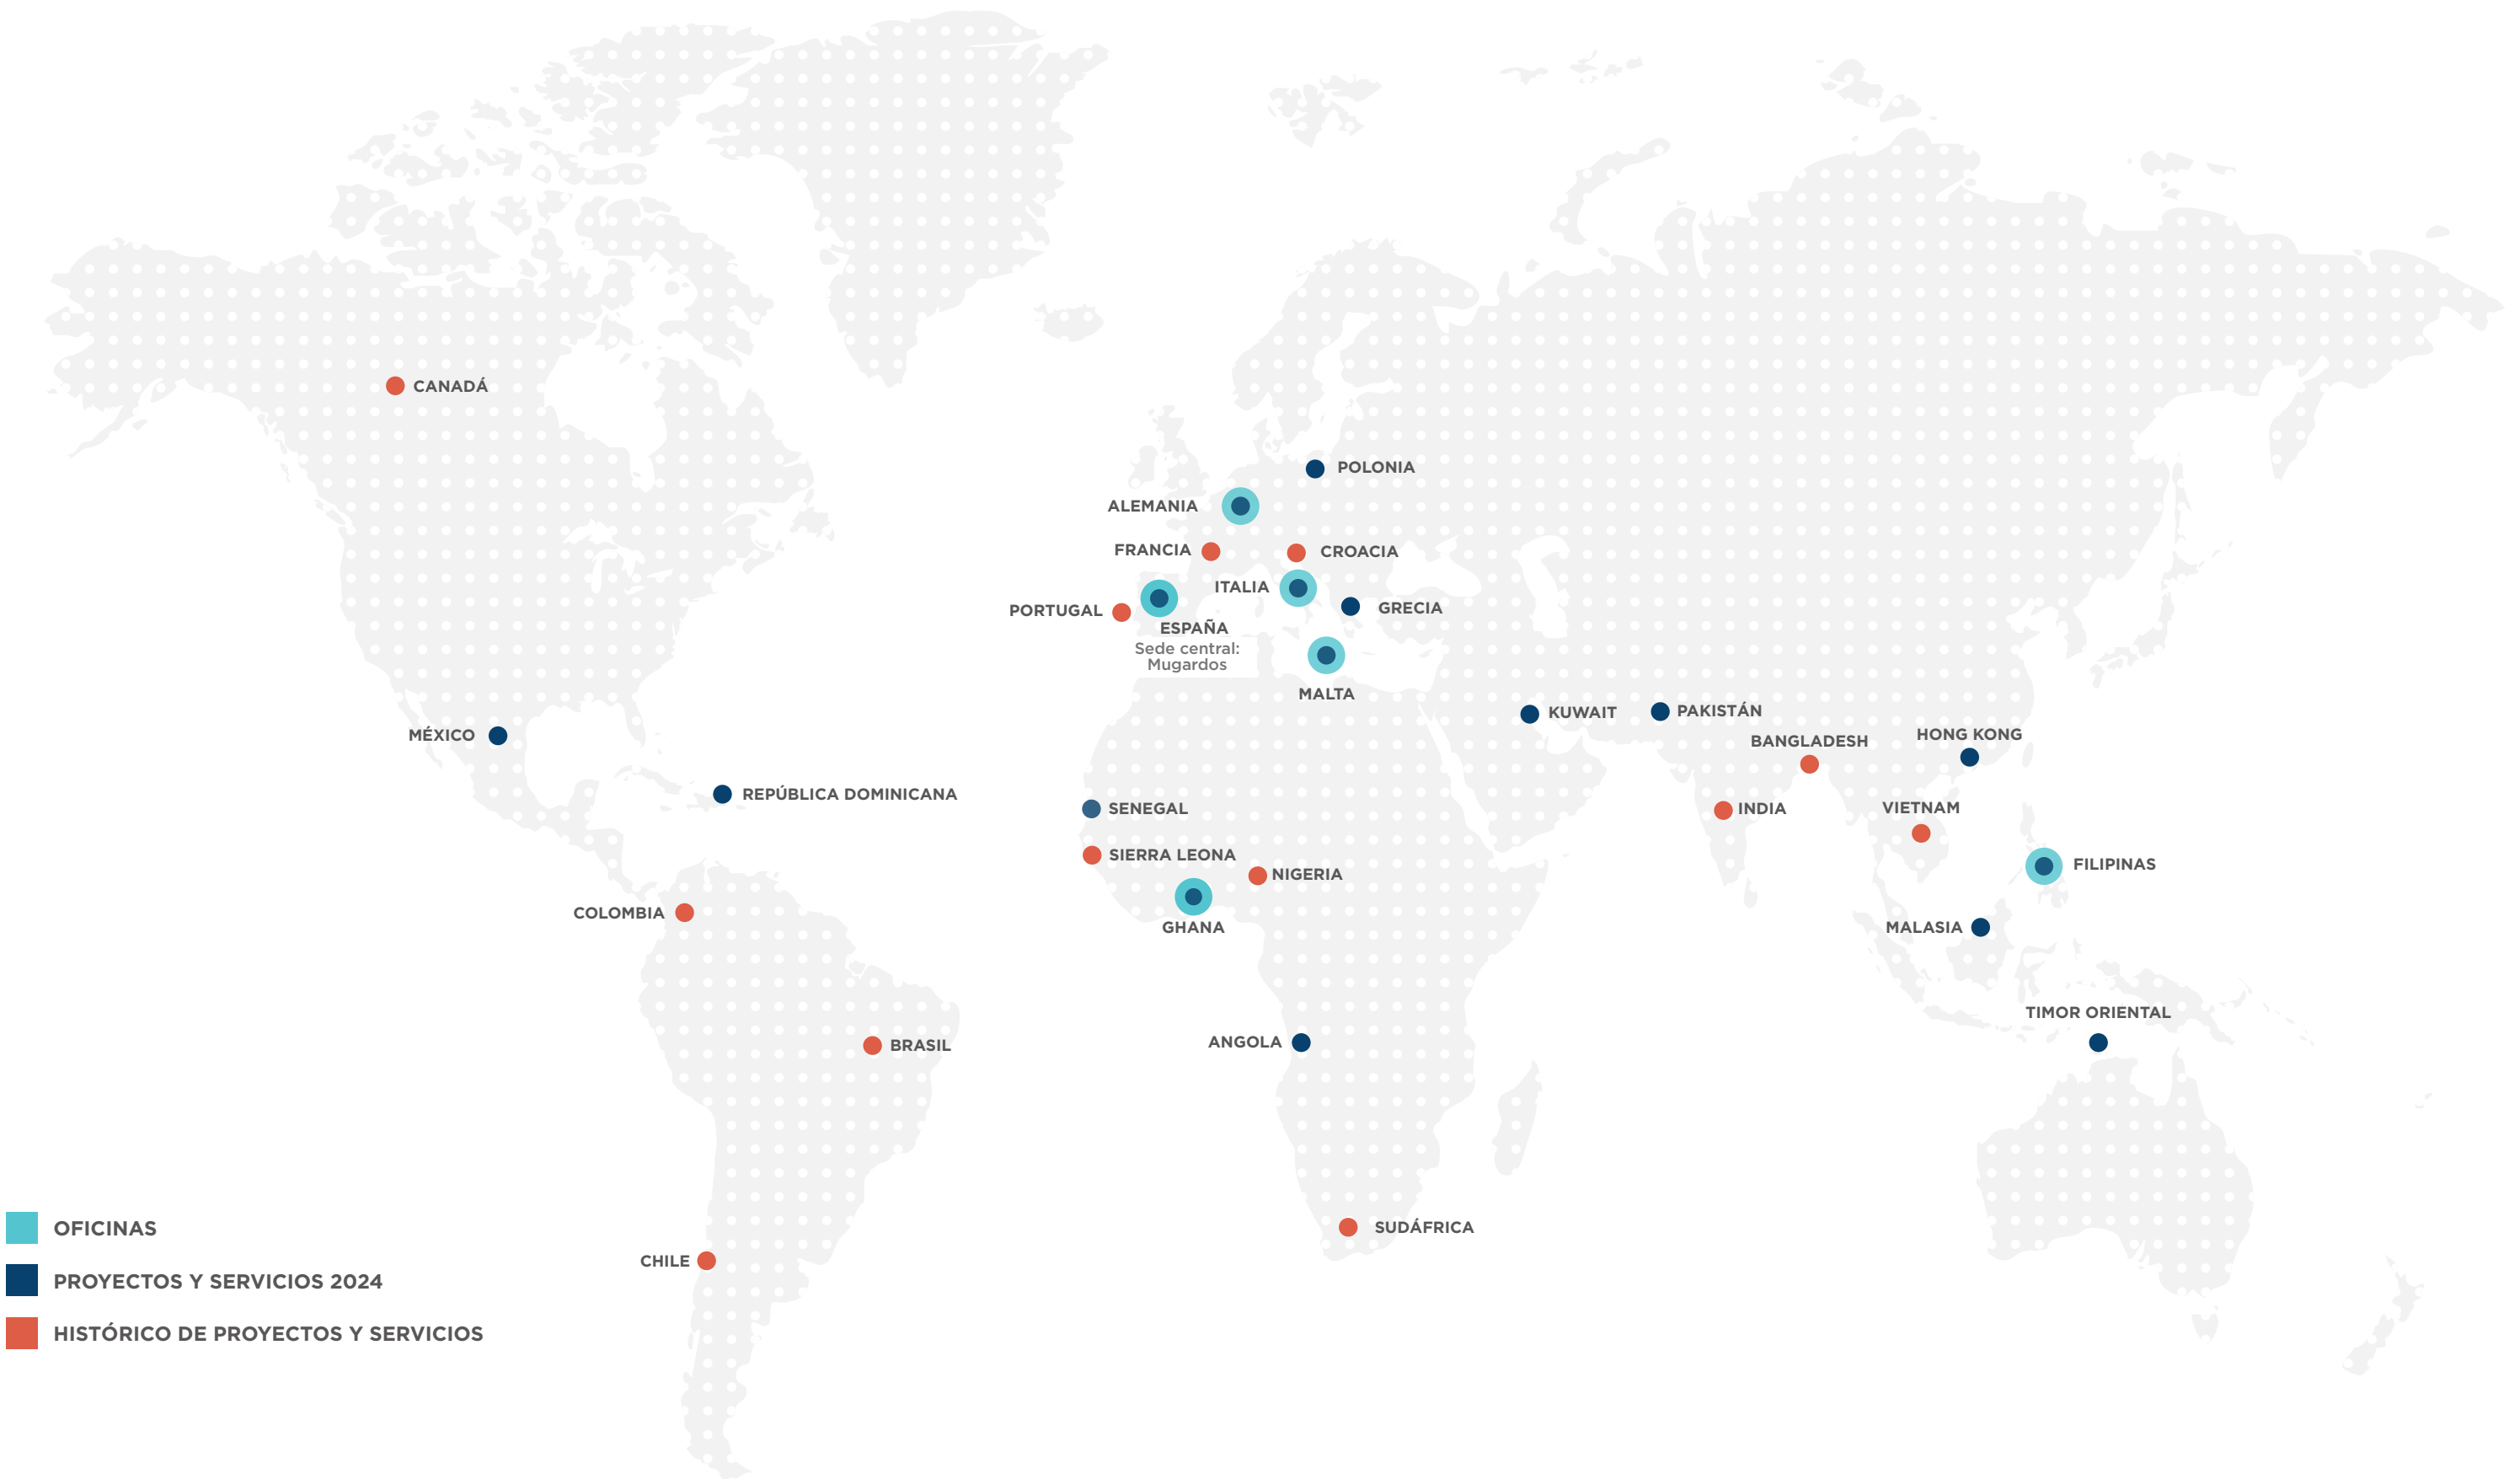 CANADÁ
POLONIA
ALEMANIA
FRANCIA
CROACIA
ITALIA
GRECIA
PORTUGAL
ESPAÑA
Sede central:
Mugardos
MALTA
KUWAIT
PAKISTÁN
MÉXICO
HONG KONG
BANGLADESH
REPÚBLICA DOMINICANA
SENEGAL
INDIA
VIETNAM
SIERRA LEONA
FILIPINAS
NIGERIA
COLOMBIA
GHANA
MALASIA
TIMOR ORIENTAL
ANGOLA
BRASIL
SUDÁFRICA
CHILE
OFICINAS
PROYECTOS Y SERVICIOS 2024
HISTÓRICO DE PROYECTOS Y SERVICIOS